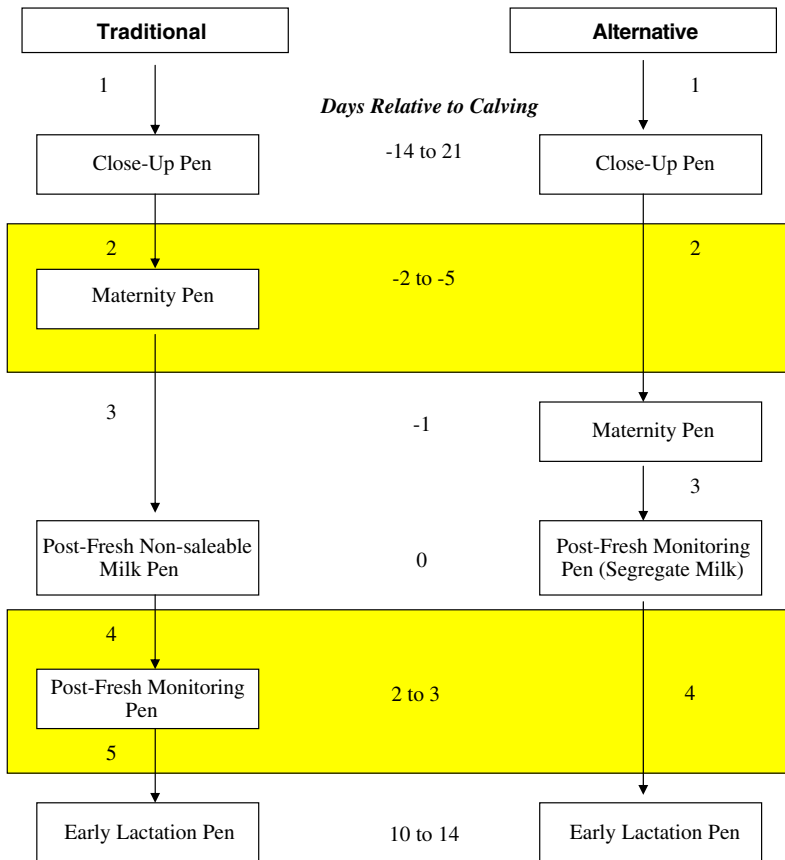 Traditional
Alternative
1
1
Days Relative to Calving
Close-Up Pen
-14 to 21
Close-Up Pen
2
2
-2 to -5
Maternity Pen
3
-1
Maternity Pen
3
Post-Fresh Non-saleable
Milk Pen
0
Post-Fresh Monitoring
Pen (Segregate Milk)
4
Post-Fresh Monitoring
Pen
2 to 3
4
5
Early Lactation Pen
10 to 14
Early Lactation Pen